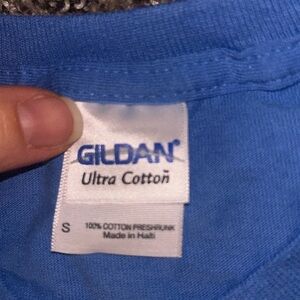 GILDAN®
Ultra Cotton®
S
100% COTTON PRESHRUNK
Made in Haiti